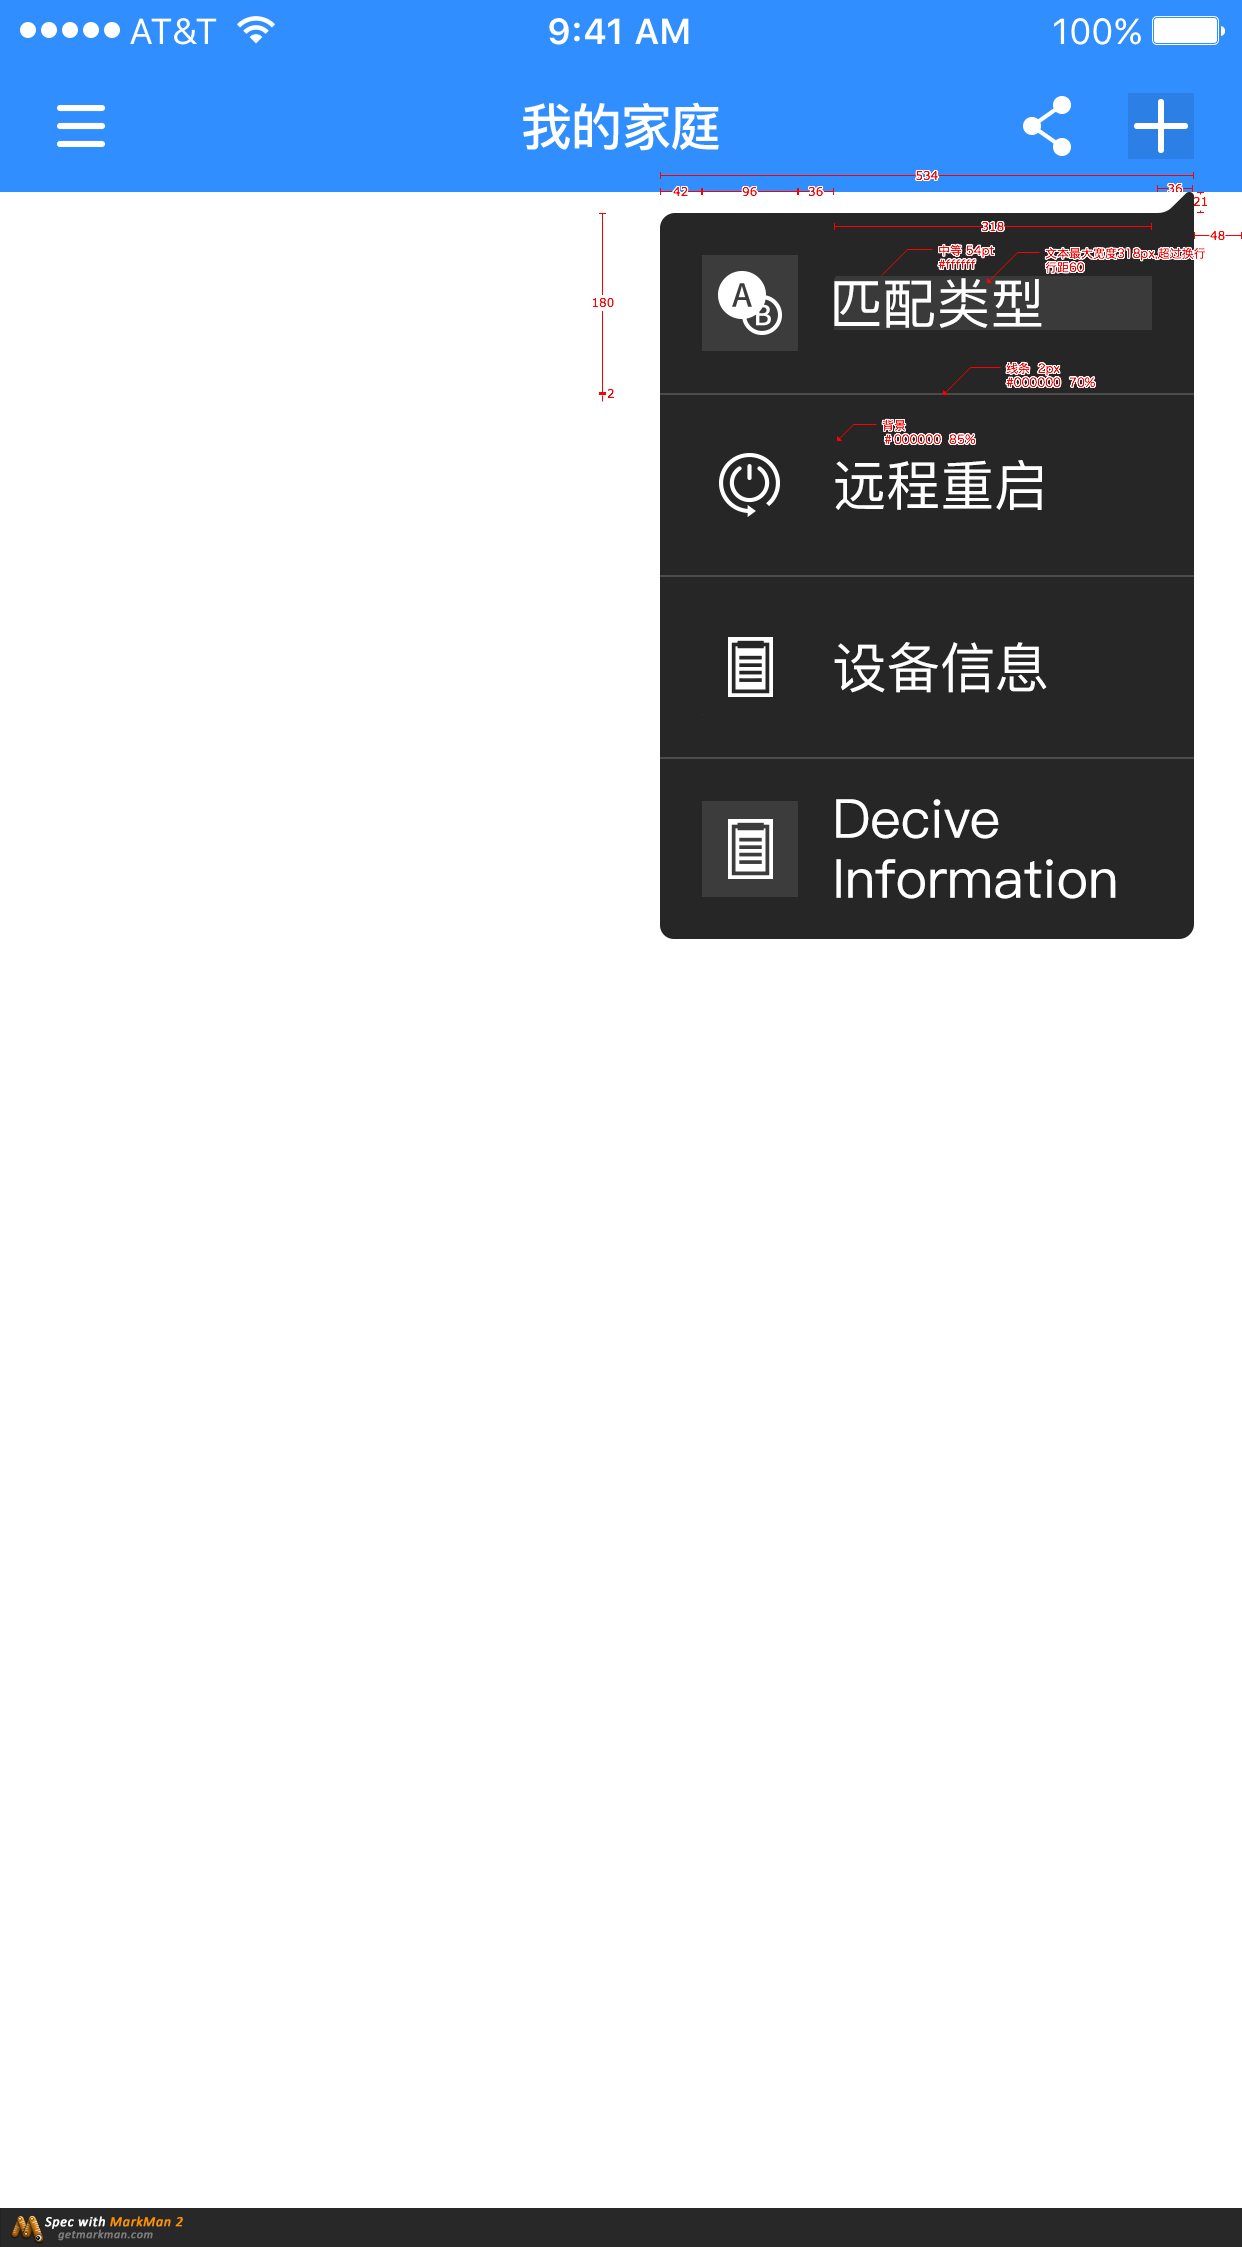 AT&T 9:41 AM 100%
我的家庭
534
42 96 36 36
21
318
48
中等 54pt
#ffffff
文本最大宽度318px,超过换行
行距60
A
B
匹配类型
180
线条 2px
#000000 70%
2
背景
# 000000 85%
远程重启
设备信息
Decive
Information
Spec with MarkMan 2
getmarkman.com